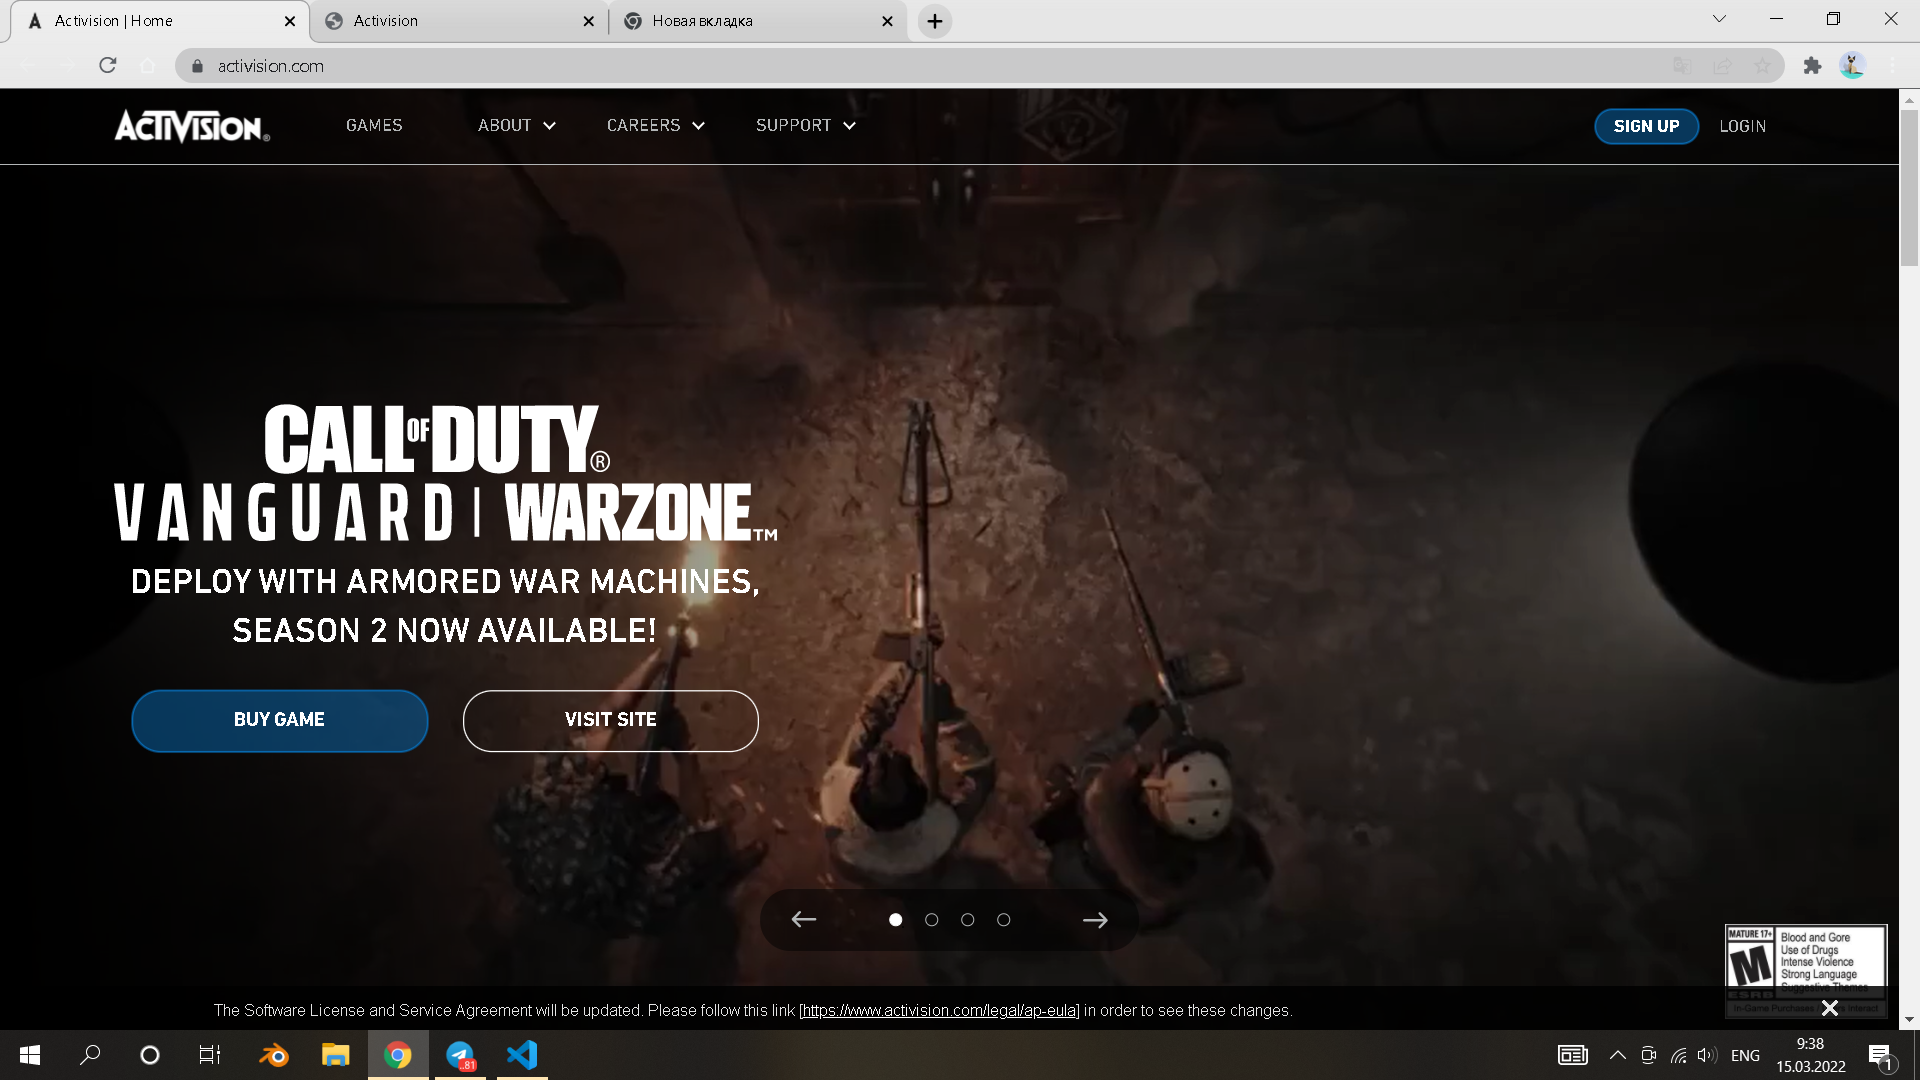 Activision | Home
Activision
Новая вкладка
activision.com
ACTIVISION®
GAMES
ABOUT
CAREERS
SUPPORT
SIGN UP
LOGIN
CALL OF DUTY®
VANGUARD | WARZONE™
DEPLOY WITH ARMORED WAR MACHINES,
SEASON 2 NOW AVAILABLE!
BUY GAME
VISIT SITE
MATURE 17+
M
Blood and Gore
Use of Drugs
Intense Violence
Strong Language
Suggestive Themes
ESRB
The Software License and Service Agreement will be updated. Please follow this link [https://www.activision.com/legal/ap-eula] in order to see these changes.
In-Game Purchases / Users Interact
..81
ENG
9:38
15.03.2022
1